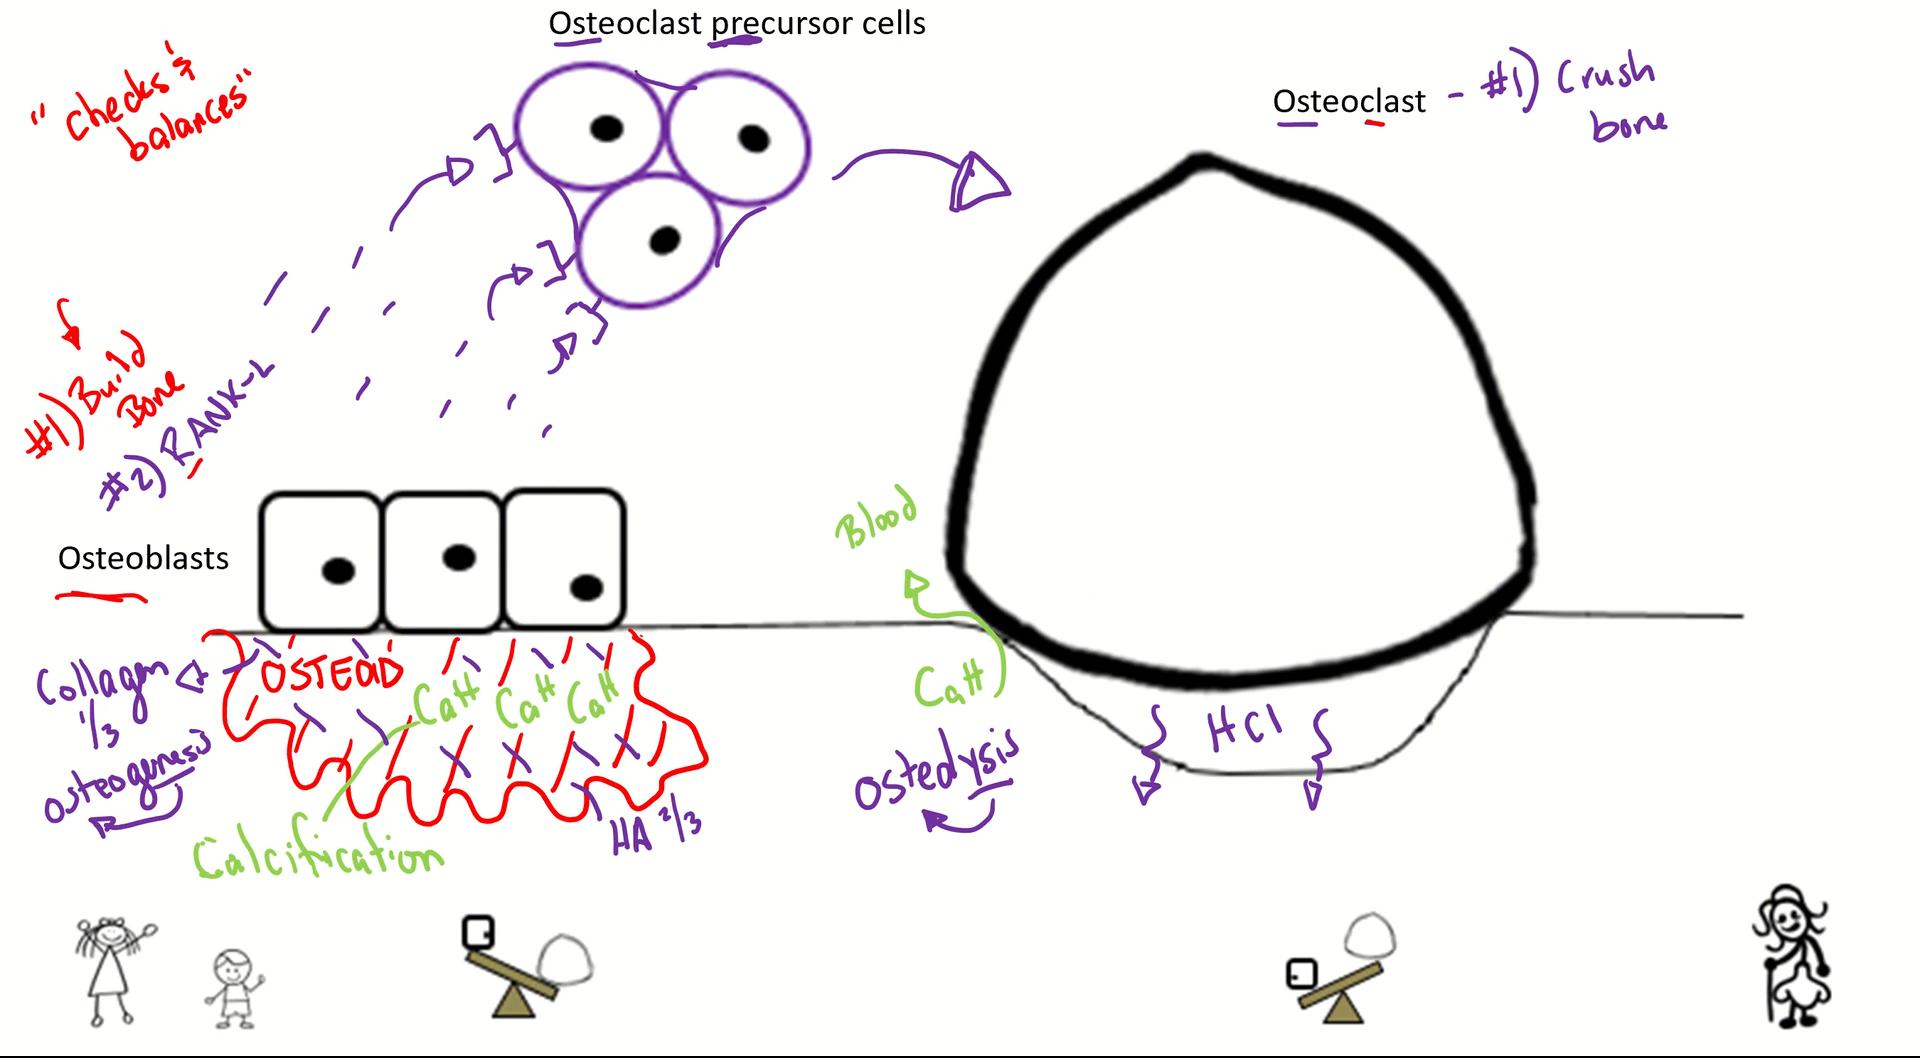 Osteoclast precursor cells
"checks &
balances"
Osteoclast - #1) Crush
bone
#1) Build
Bone
#2) RANK-L
Blood
Osteoblasts
Collagen
1/3
OSTEOID
Ca++ Ca++ Ca++
Ca++
HCl
osteogenesis
osteolysis
HA 2/3
Calcification